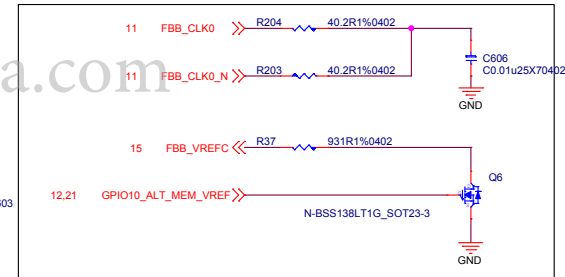 11 FBB_CLK0 R204 40.2R1%0402
a.com
11 FBB_CLK0_N R203 40.2R1%0402
C606
C0.01u25X70402
GND
15 FBB_VREFC R37 931R1%0402
Q6
603
12,21 GPIO10_ALT_MEM_VREF
N-BSS138LT1G_SOT23-3
GND